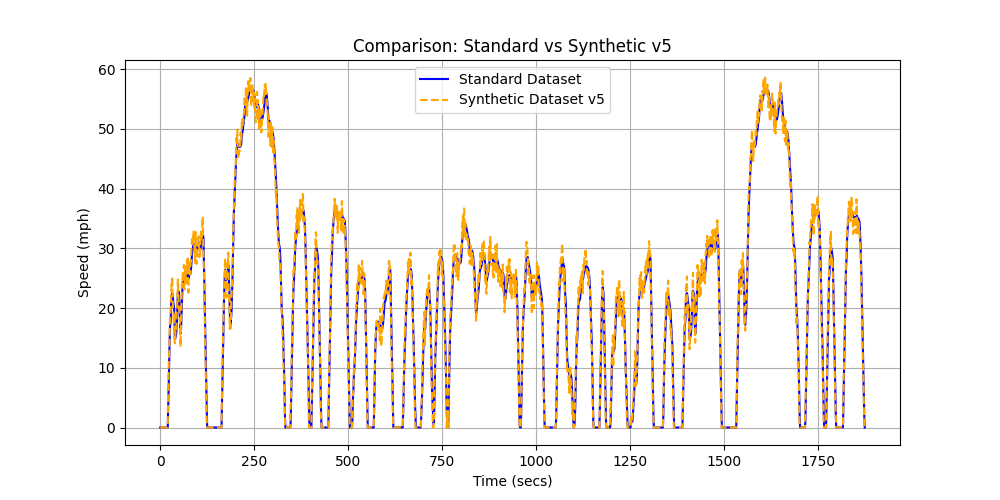 Comparison: Standard vs Synthetic v5
Standard Dataset
Synthetic Dataset v5
Speed (mph)
60
50
40
30
20
10
0
0 250 500 750 1000 1250 1500 1750
Time (secs)